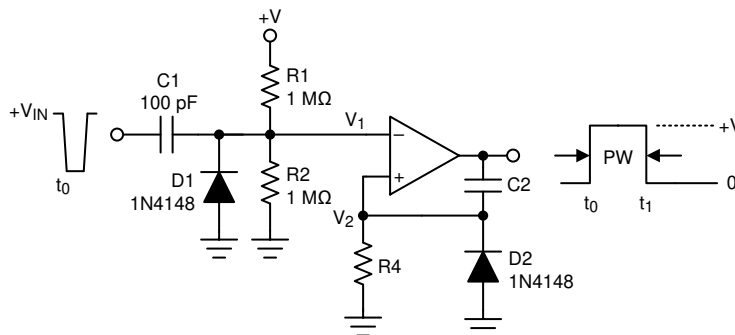 +V
C1
100 pF
R1
1 MΩ
+VIN
t0
V1
−
+
D1
1N4148
R2
1 MΩ
V2
R4
C2
D2
1N4148
PW
+V
0
t0
t1